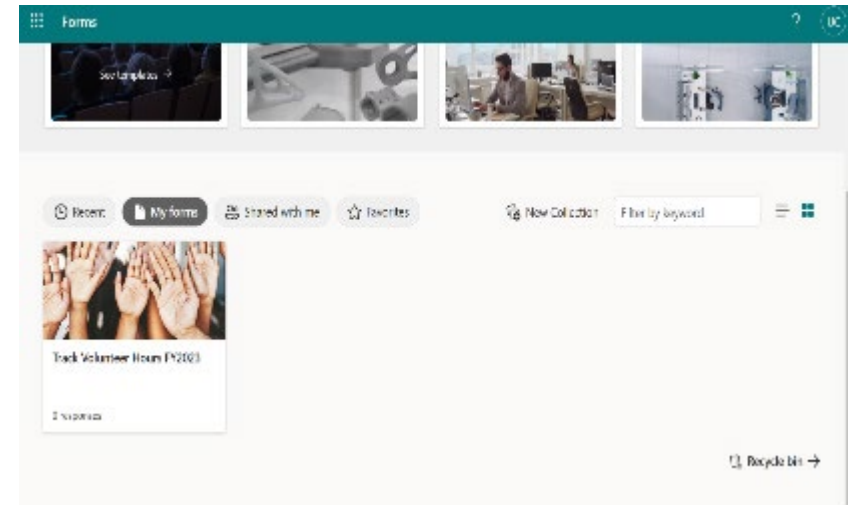 Forms ? UC
See templates →
Recent My forms Shared with me Favorites New Collection Filter by keyword
Track Volunteer Hours FY2023
responses
Recycle bin →